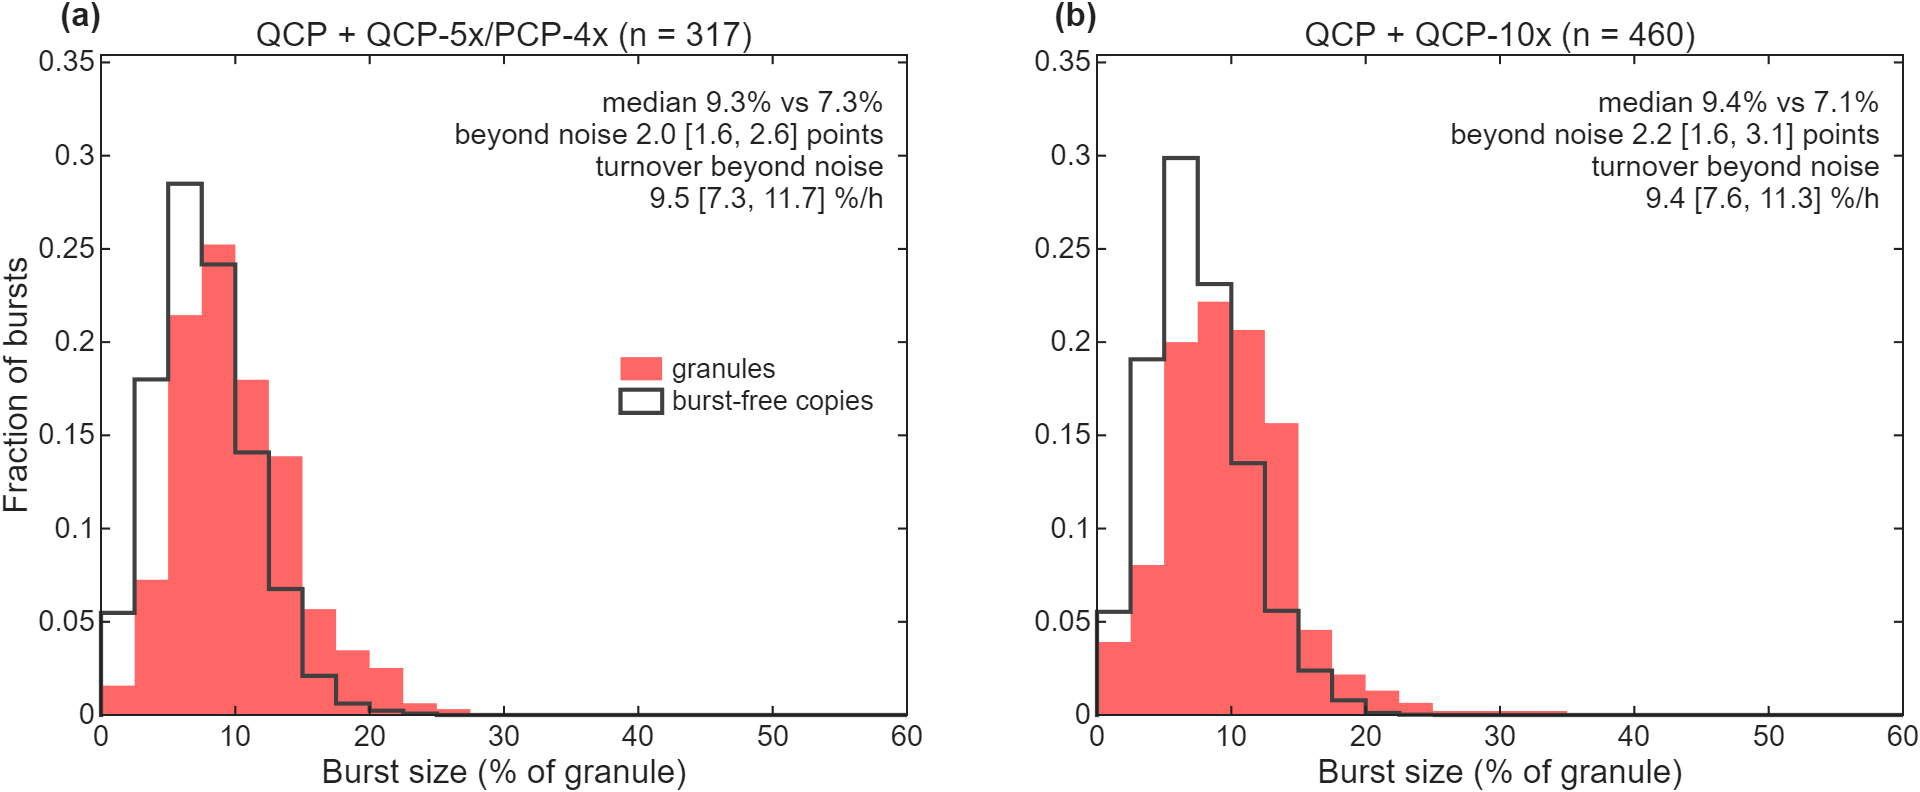 (a)
QCP + QCP-5x/PCP-4x (n = 317)
median 9.3% vs 7.3%
beyond noise 2.0 [1.6, 2.6] points
turnover beyond noise
9.5 [7.3, 11.7] %/h
granules
burst-free copies
Fraction of bursts
0.35
0.3
0.25
0.2
0.15
0.1
0.05
0
0 10 20 30 40 50 60
Burst size (% of granule)
(b)
QCP + QCP-10x (n = 460)
median 9.4% vs 7.1%
beyond noise 2.2 [1.6, 3.1] points
turnover beyond noise
9.4 [7.6, 11.3] %/h
0.35
0.3
0.25
0.2
0.15
0.1
0.05
0
0 10 20 30 40 50 60
Burst size (% of granule)